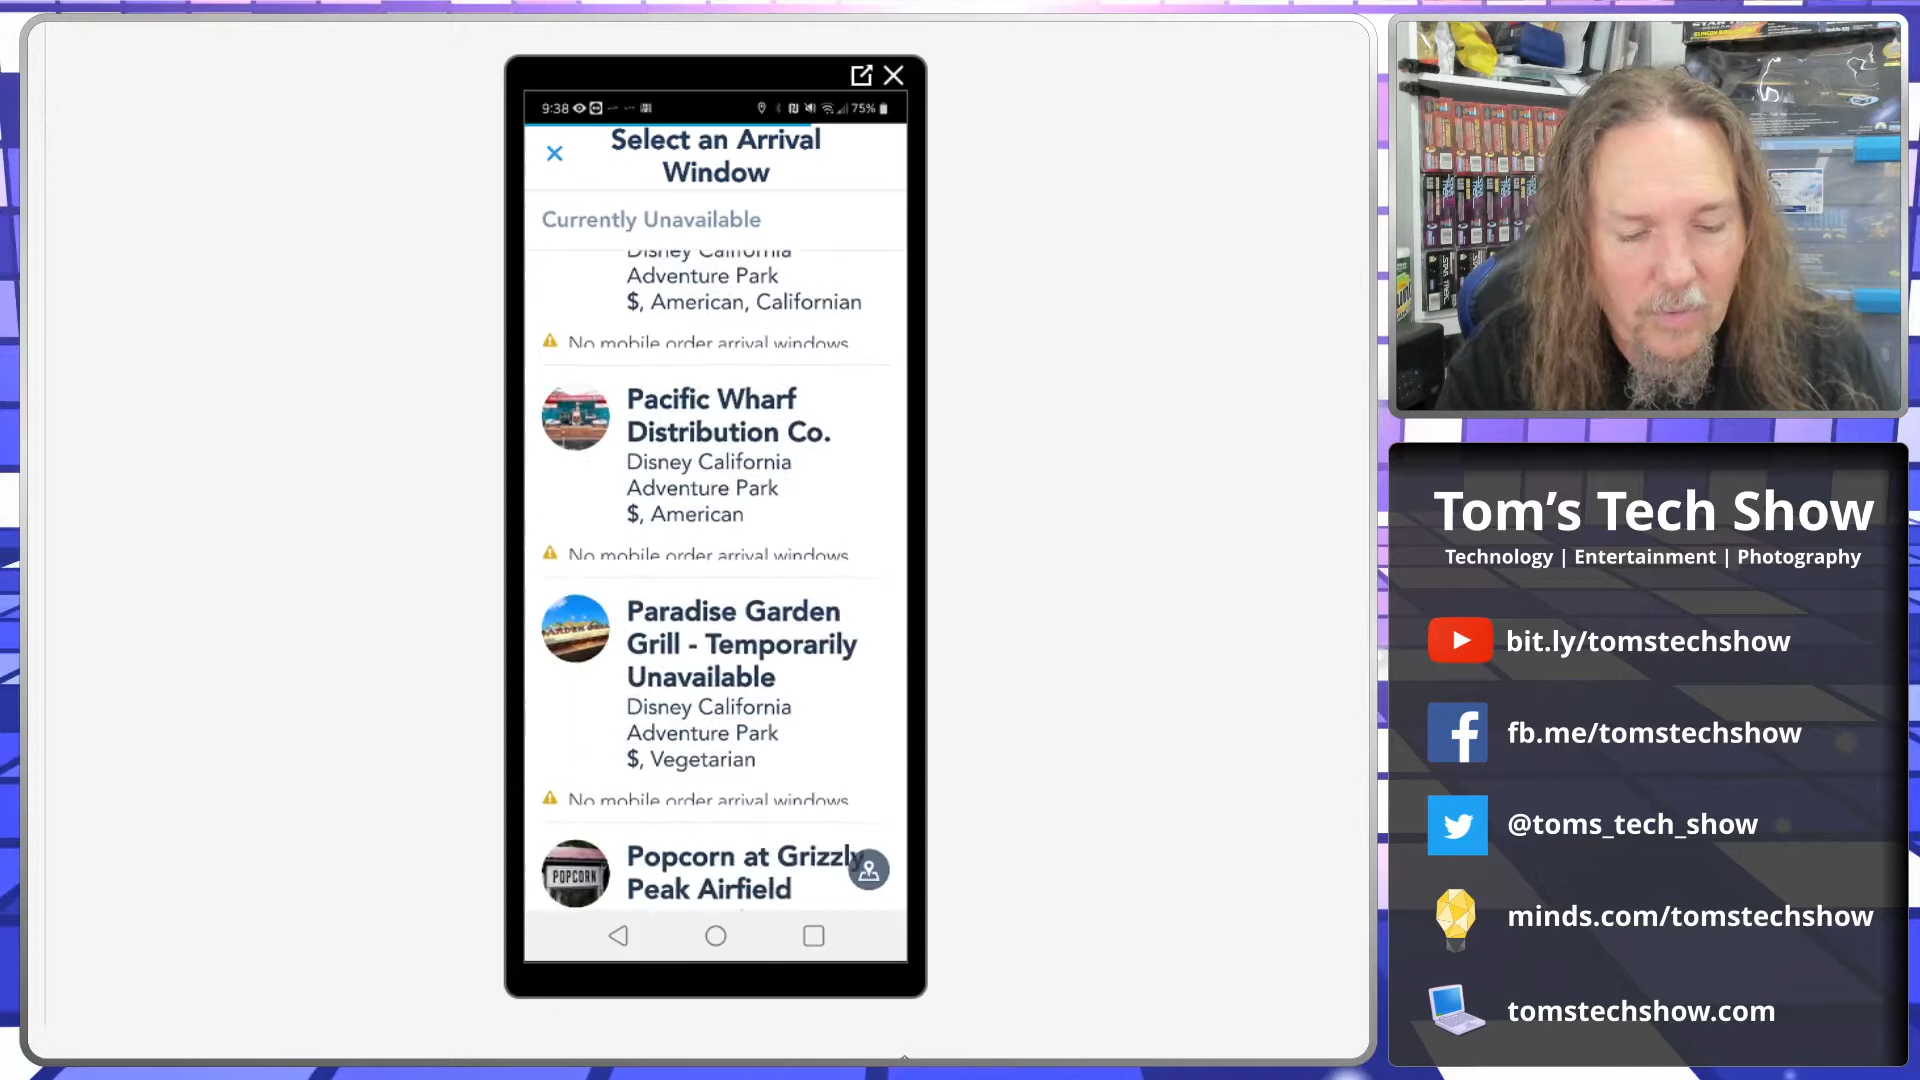 9:38
75%
Select an Arrival
Window
Currently Unavailable
Disney California
Adventure Park
$, American, Californian
No mobile order arrival windows
Pacific Wharf
Distribution Co.
Disney California
Adventure Park
$, American
No mobile order arrival windows
Paradise Garden
Grill - Temporarily
Unavailable
Disney California
Adventure Park
$, Vegetarian
No mobile order arrival windows
POPCORN
Popcorn at Grizzly
Peak Airfield
Tom's Tech Show
Technology | Entertainment | Photography
bit.ly/tomstechshow
fb.me/tomstechshow
@toms_tech_show
minds.com/tomstechshow
tomstechshow.com